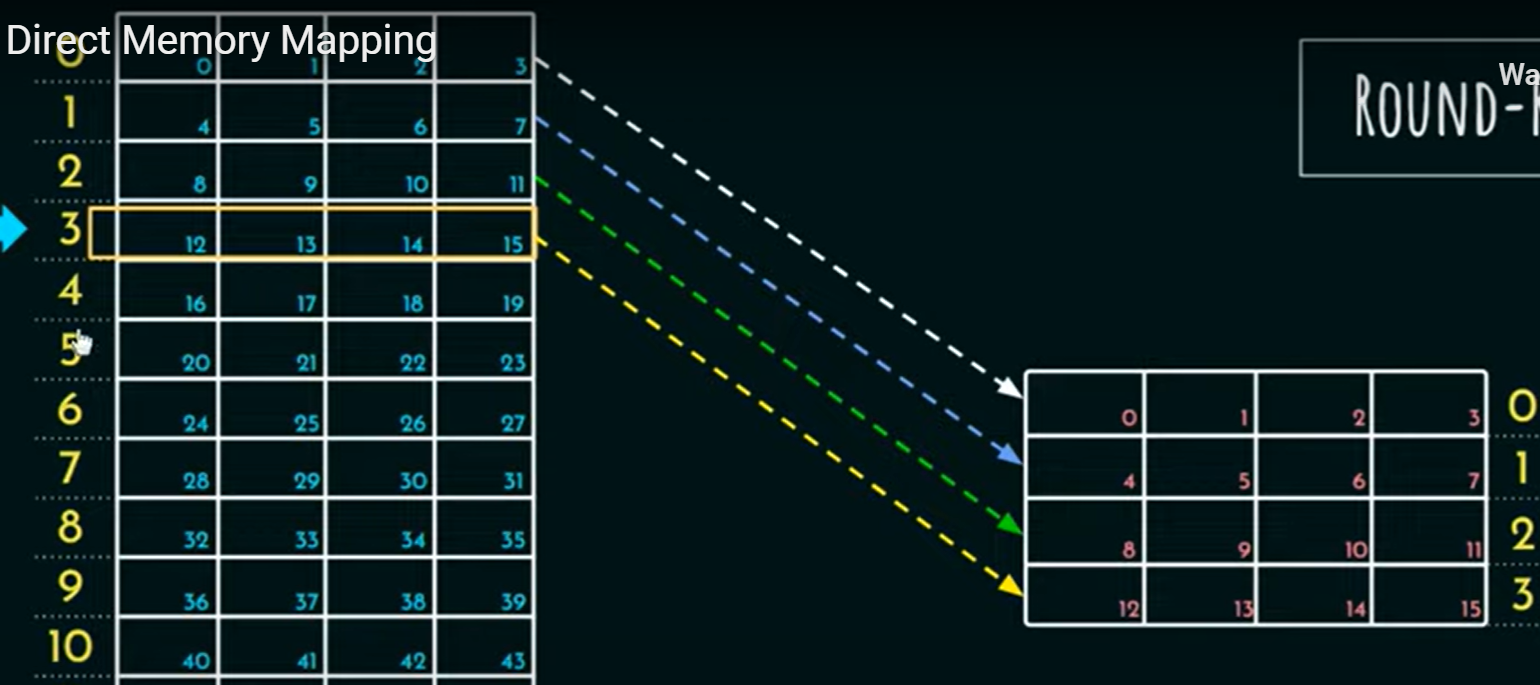 Direct Memory Mapping
Wa
ROUND-
0 0 1 2 3
1 4 5 6 7
2 8 9 10 11
3 12 13 14 15
4 16 17 18 19
5 20 21 22 23
6 24 25 26 27
7 28 29 30 31
8 32 33 34 35
9 36 37 38 39
10 40 41 42 43
0 1 2 3 0
4 5 6 7 1
8 9 10 11 2
12 13 14 15 3